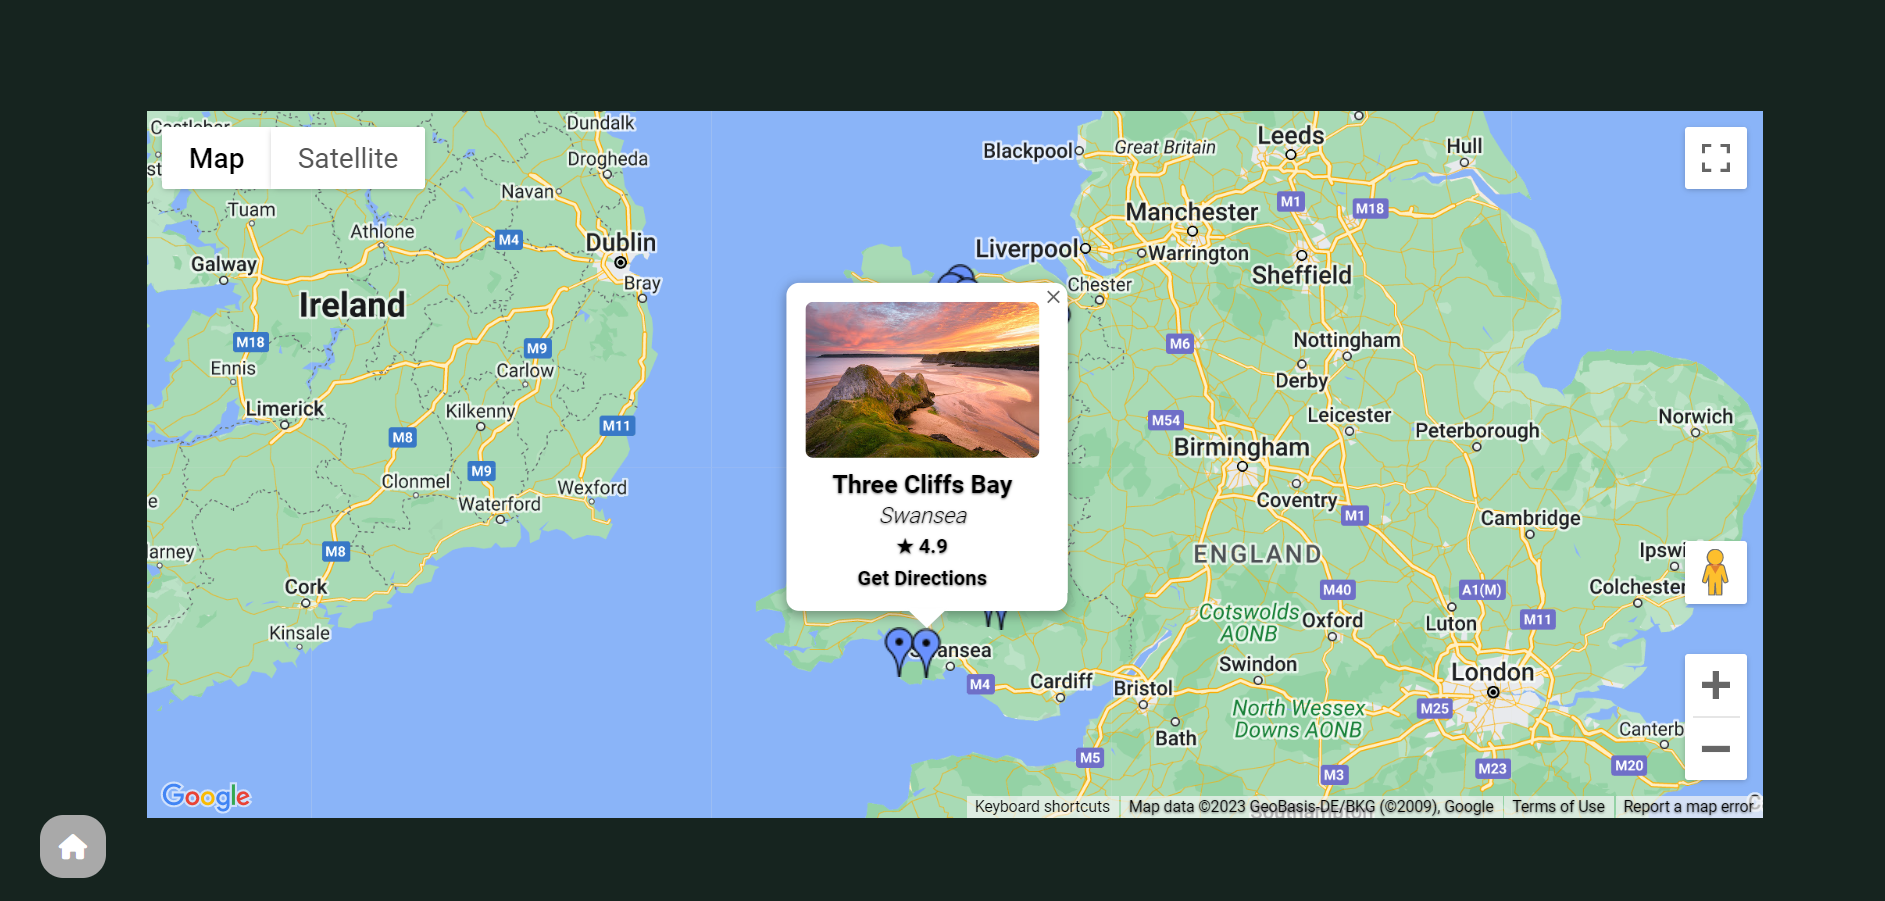 Map
Satellite
Dundalk
Drogheda
Navan
Tuam
Athlone
M4
Dublin
Galway
Bray
Ireland
M18
M9
Ennis
Carlow
Limerick
Kilkenny
M11
M8
M9
Clonmel
Wexford
Waterford
M8
Cork
Kinsale
Blackpool
Great Britain
Leeds
Hull
M1
M18
Manchester
Liverpool
Warrington
Sheffield
Chester
M6
Nottingham
Derby
M54
Leicester
Peterborough
Norwich
Birmingham
Coventry
M1
Cambridge
ENGLAND
Ipswi
M40
A1(M)
Colchester
Cotswolds
AONB
Oxford
Luton
M11
Three Cliffs Bay
Swansea
★ 4.9
Get Directions
Swansea
M4
Cardiff
Bristol
Swindon
London
North Wessex
Downs AONB
M25
Bath
Canterb
M5
M3
M23
M20
Google
Keyboard shortcuts
Map data ©2023 GeoBasis-DE/BKG (©2009), Google
Terms of Use
Report a map error